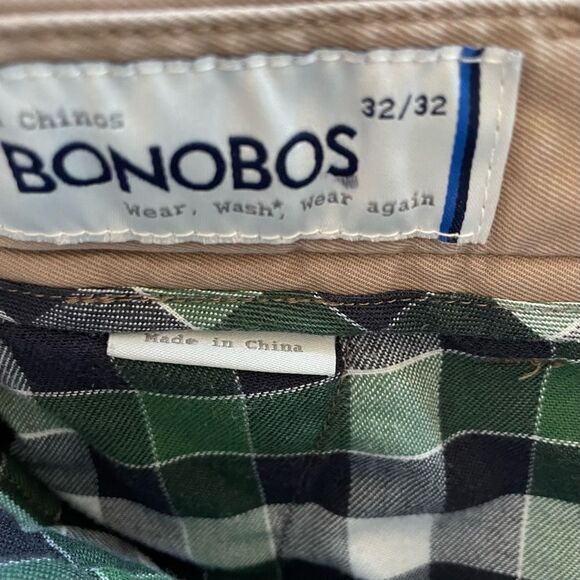 Chinos
32/32
BONOBOS
Wear, Wash*, Wear again
Made in China